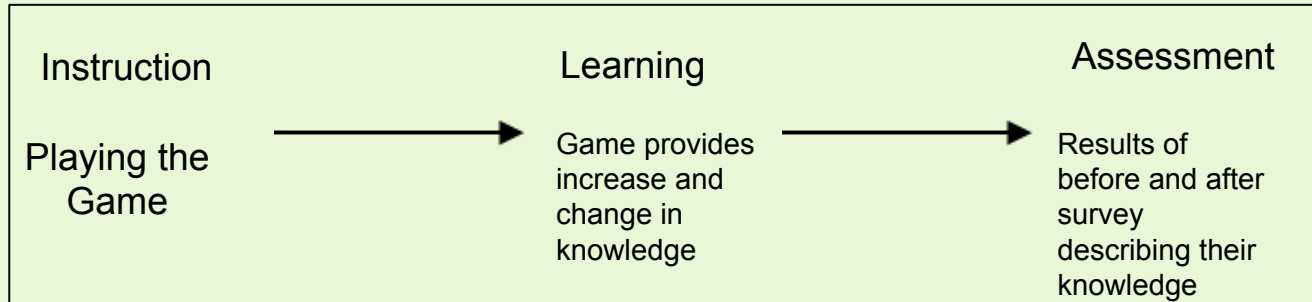 Instruction
Playing the
Game
Learning
Game provides
increase and
change in
knowledge
Assessment
Results of
before and after
survey
describing their
knowledge